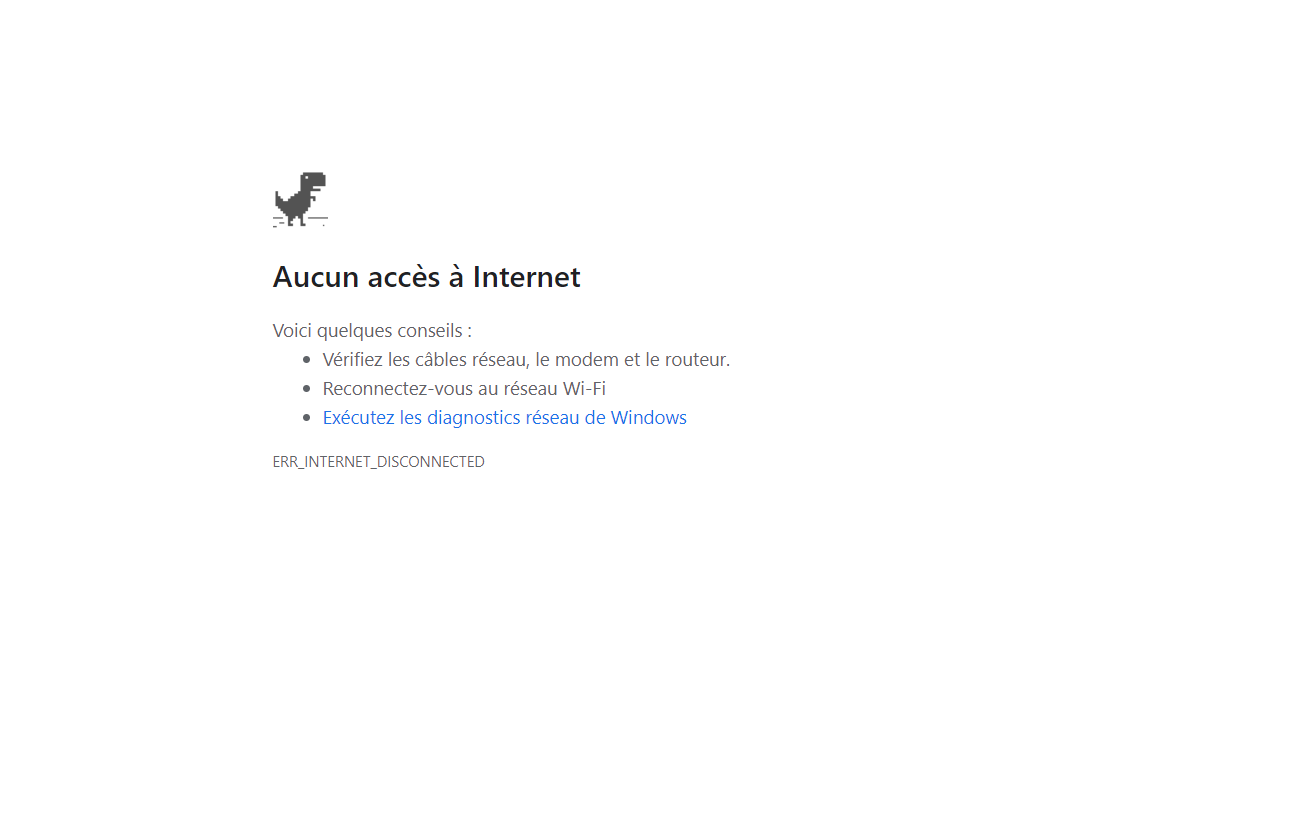 Aucun accès à Internet
Voici quelques conseils :
Vérifiez les câbles réseau, le modem et le routeur.
Reconnectez-vous au réseau Wi-Fi
Exécutez les diagnostics réseau de Windows
ERR_INTERNET_DISCONNECTED